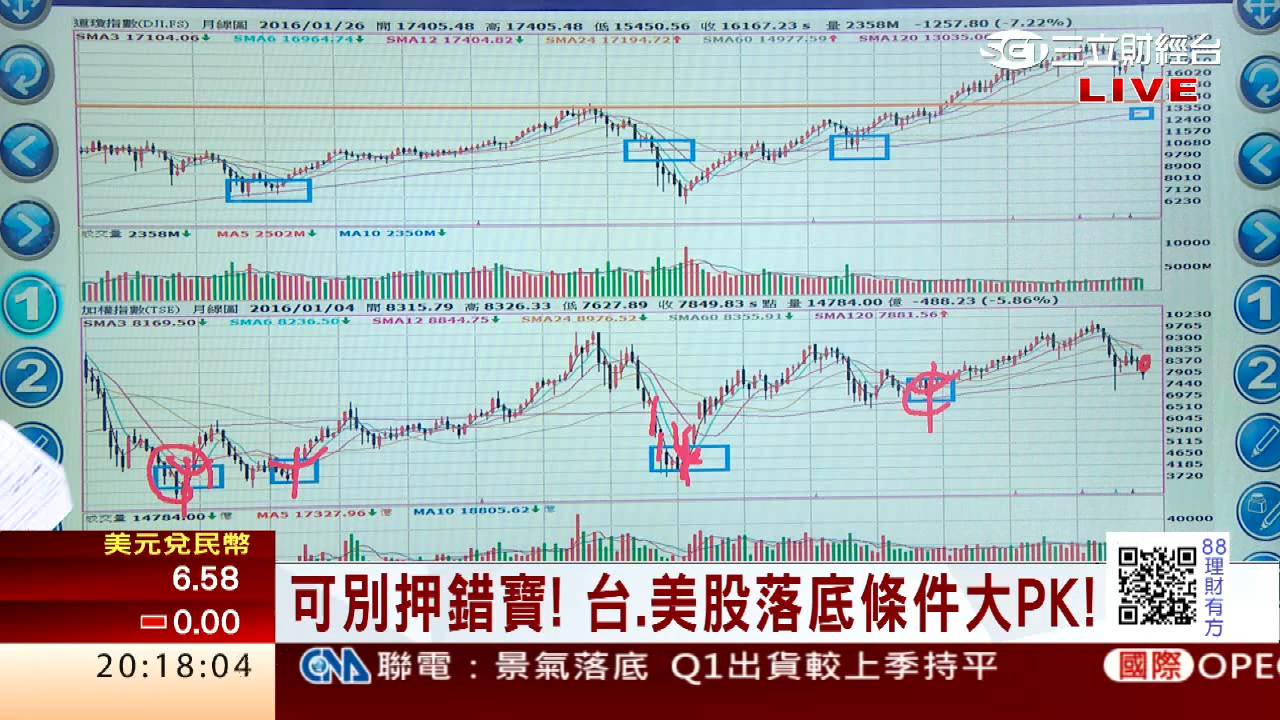 道瓊指數(DJI.FS) 月線圖 2016/01/26 開 17405.48 高 17405.48 低 15450.56 收 16167.23 s 量 2358M -1257.80 (-7.22%)
SMA3 17104.06↓ SMA6 16964.74↓ SMA12 17404.82↓ SMA24 17194.72↑ SMA60 14977.59↑ SMA120 13035.06
三立財經台
LIVE
16020
13350
12460
11570
10680
9790
8900
8010
7120
6230
成交量 2358M↓ MA5 2502M↓ MA10 2350M↓
10000
5000M
加權指數(TSE) 月線圖 2016/01/04 開 8315.79 高 8326.33 低 7627.89 收 7849.83 s 點 量 14784.00 億 -488.23 (-5.86%)
SMA3 8169.50↓ SMA6 8236.50↓ SMA12 8844.75↓ SMA24 8976.52↓ SMA60 8355.91↓ SMA120 7881.56↑
10230
9765
9300
8835
8370
7905
7440
6975
6510
6045
5580
5115
4650
4185
3720
成交量 14784.00↓億 MA5 17327.96↓億 MA10 18805.62↓億
40000
1
2
1
2
美元兌民幣
6.58
0.00
20:18:04
可別押錯寶! 台.美股落底條件大PK!
88理財有方
CNA 聯電：景氣落底 Q1出貨較上季持平
國際 OPEC